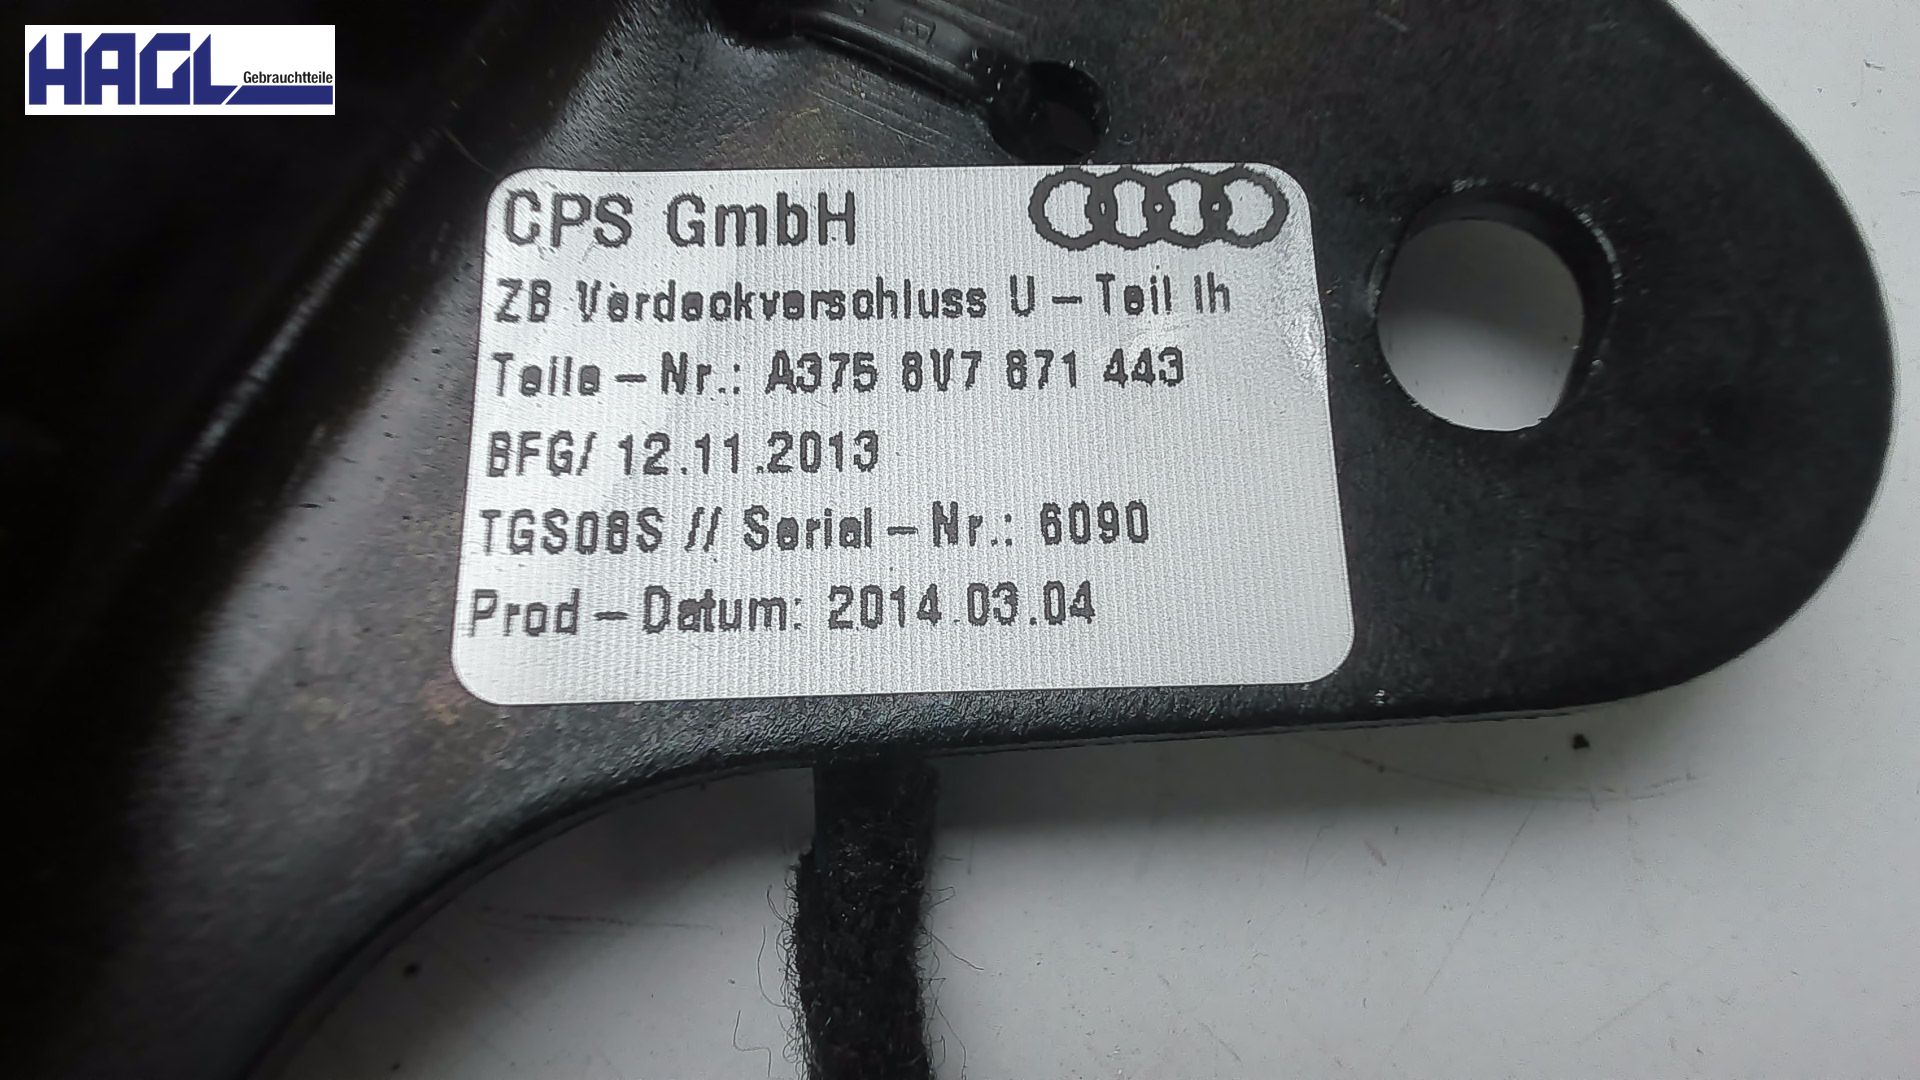 HAGL
Gebrauchtteile
CPS GmbH
ZB Verdeckverschluss U-Teil lh
Teile-Nr.: A375 8V7 871 443
BFG/ 12.11.2013
TGS08S // Serial-Nr.: 6090
Prod-Datum: 2014.03.04